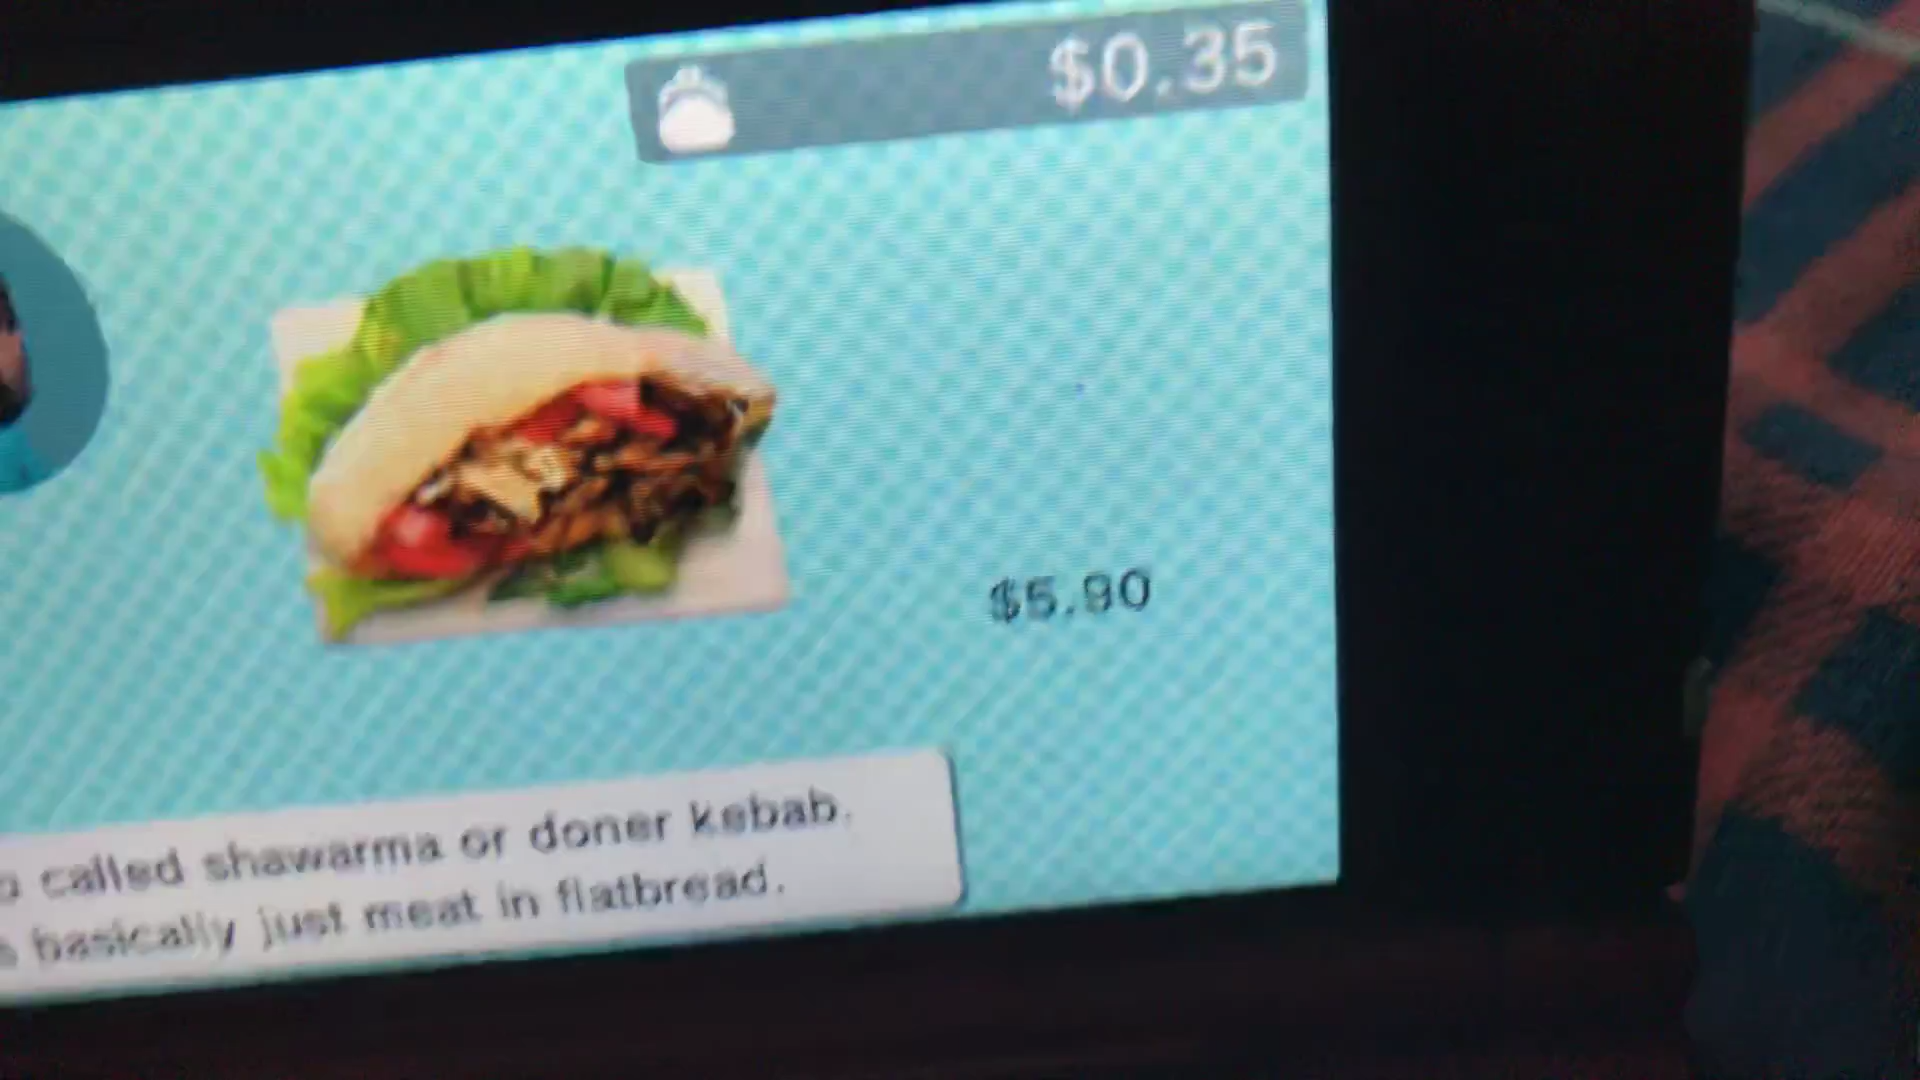 $0.35
$5.90
called shawarma or doner kebab.
basically just meat in flatbread.